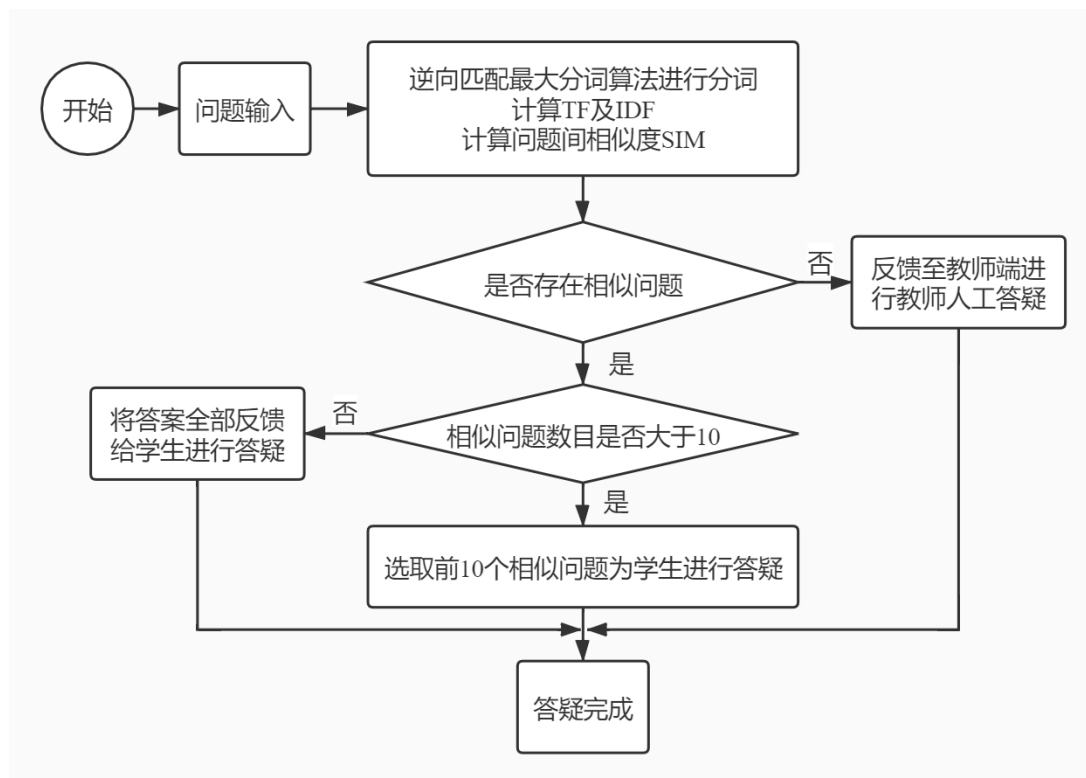 开始
问题输入
逆向匹配最大分词算法进行分词
计算TF及IDF
计算问题间相似度SIM
是否存在相似问题
否
反馈至教师端进
行教师人工答疑
是
将答案全部反馈
给学生进行答疑
否
相似问题数目是否大于10
是
选取前10个相似问题为学生进行答疑
答疑完成